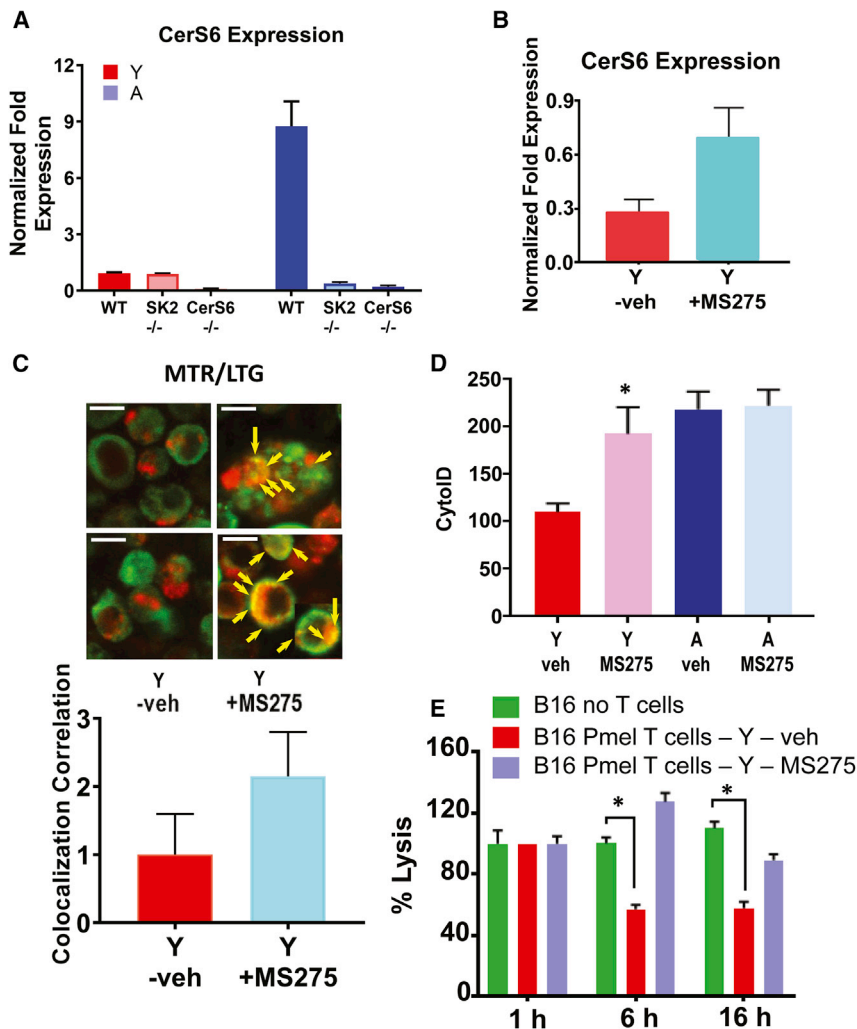 A
CerS6 Expression
Y
A
Normalized Fold
Expression
12
9
6
3
0
WT SK2 CerS6 WT SK2 CerS6
-/- -/- -/- -/-
B
CerS6 Expression
Normalized Fold Expression
0.9
0.6
0.3
0.0
Y Y
-veh +MS275
C
MTR/LTG
Y Y
-veh +MS275
Colocalization Correlation
3
2
1
0
Y Y
-veh +MS275
D
CytoID
250
200
150
100
50
0
*
Y Y A A
veh MS275 veh MS275
E
B16 no T cells
B16 Pmel T cells – Y – veh
B16 Pmel T cells – Y – MS275
% Lysis
160
120
80
40
0
* *
1 h 6 h 16 h